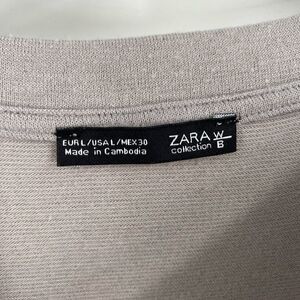 EUR L/USA L/MEX 30
Made in Cambodia
ZARA W/B
collection